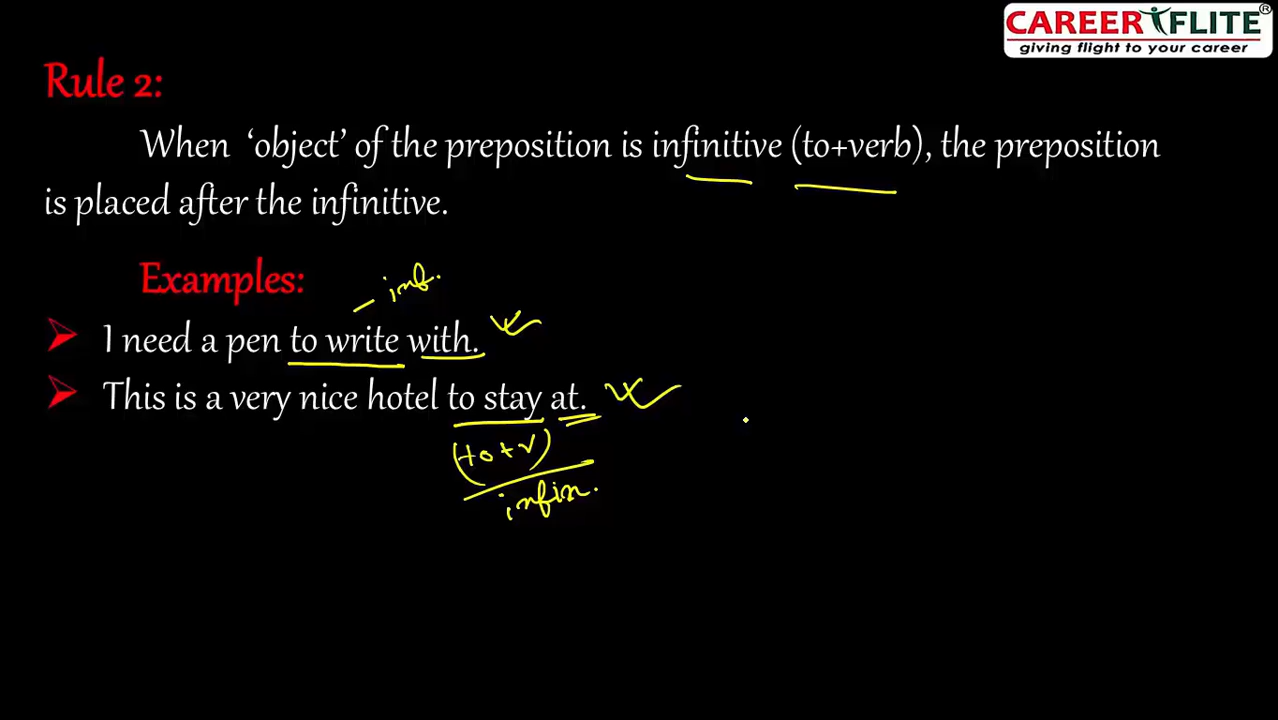 CAREER FLITE®
giving flight to your career
Rule 2:
When ‘object’ of the preposition is infinitive (to+verb), the preposition
is placed after the infinitive.
Examples:
- inf.
I need a pen to write with.
This is a very nice hotel to stay at.
(to+v)
infin.